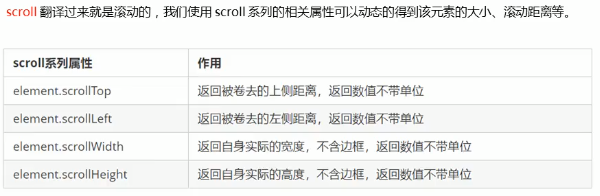 scroll 翻译过来就是滚动的，我们使用 scroll 系列的相关属性可以动态的得到该元素的大小、滚动距离等。
scroll系列属性 作用
element.scrollTop 返回被卷去的上侧距离，返回数值不带单位
element.scrollLeft 返回被卷去的左侧距离，返回数值不带单位
element.scrollWidth 返回自身实际的宽度，不含边框，返回数值不带单位
element.scrollHeight 返回自身实际的高度，不含边框，返回数值不带单位